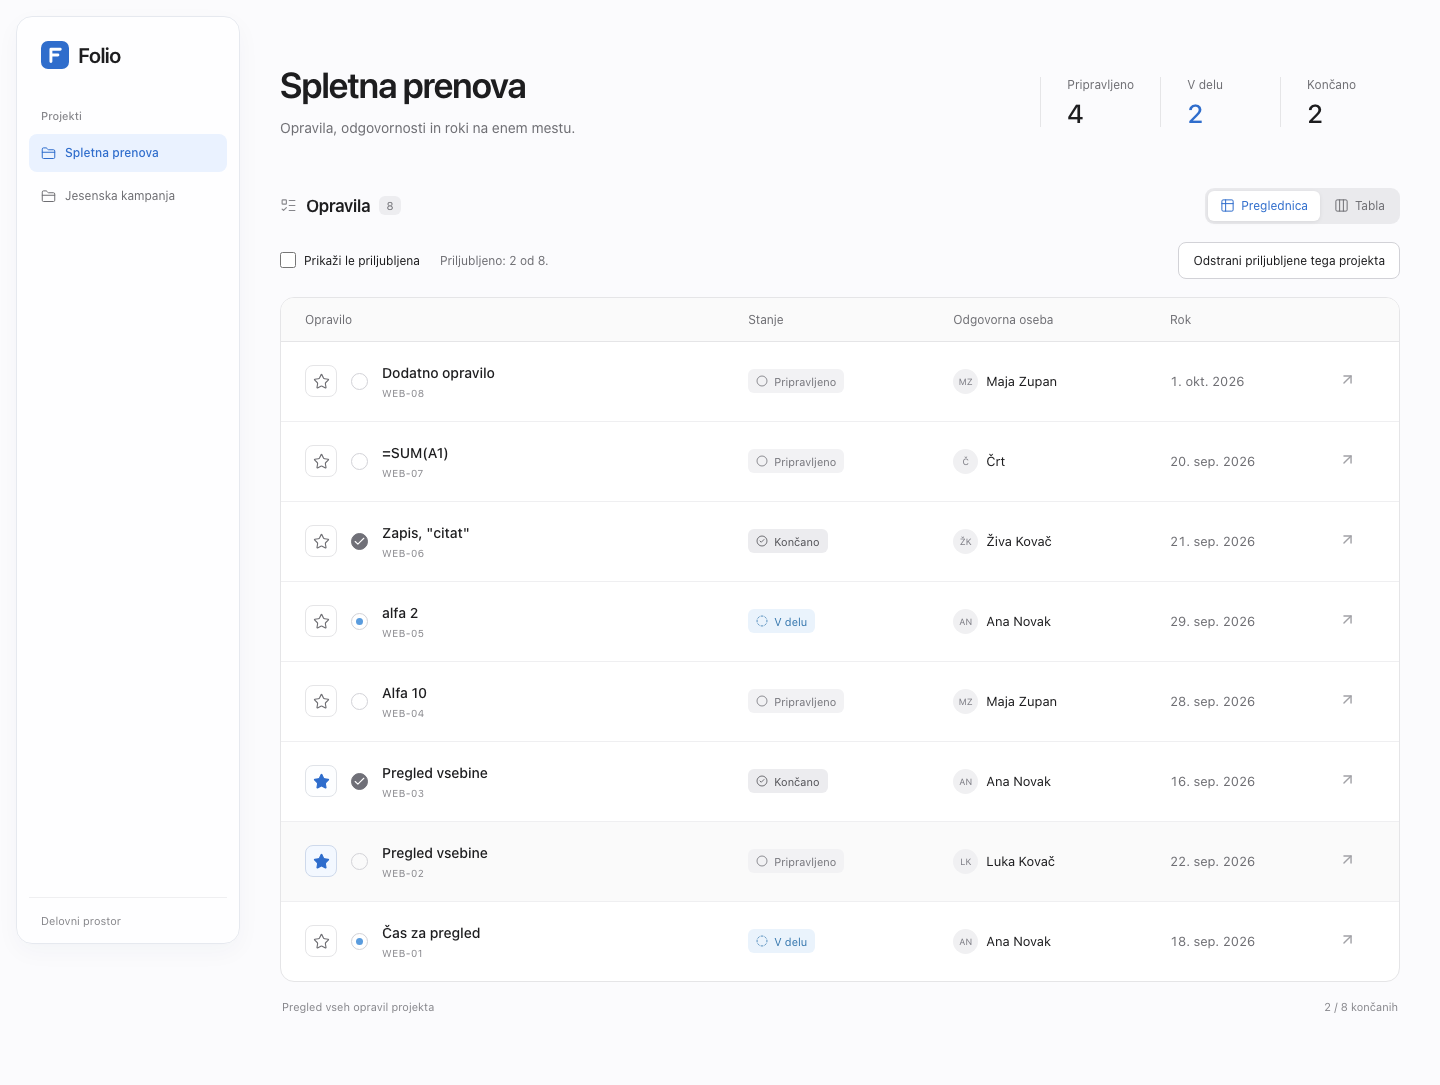 Folio
Projekti
Spletna prenova
Jesenska kampanja
Delovni prostor
Spletna prenova
Opravila, odgovornosti in roki na enem mestu.
Pripravljeno
4
V delu
2
Končano
2
Opravila 8
Preglednica
Tabla
Prikaži le priljubljena
Priljubljeno: 2 od 8.
Odstrani priljubljene tega projekta
Opravilo Stanje Odgovorna oseba Rok
Dodatno opravilo
WEB-08
Pripravljeno
MZ Maja Zupan
1. okt. 2026
=SUM(A1)
WEB-07
Pripravljeno
Č Črt
20. sep. 2026
Zapis, "citat"
WEB-06
Končano
ŽK Živa Kovač
21. sep. 2026
alfa 2
WEB-05
V delu
AN Ana Novak
29. sep. 2026
Alfa 10
WEB-04
Pripravljeno
MZ Maja Zupan
28. sep. 2026
Pregled vsebine
WEB-03
Končano
AN Ana Novak
16. sep. 2026
Pregled vsebine
WEB-02
Pripravljeno
LK Luka Kovač
22. sep. 2026
Čas za pregled
WEB-01
V delu
AN Ana Novak
18. sep. 2026
Pregled vseh opravil projekta
2 / 8 končanih